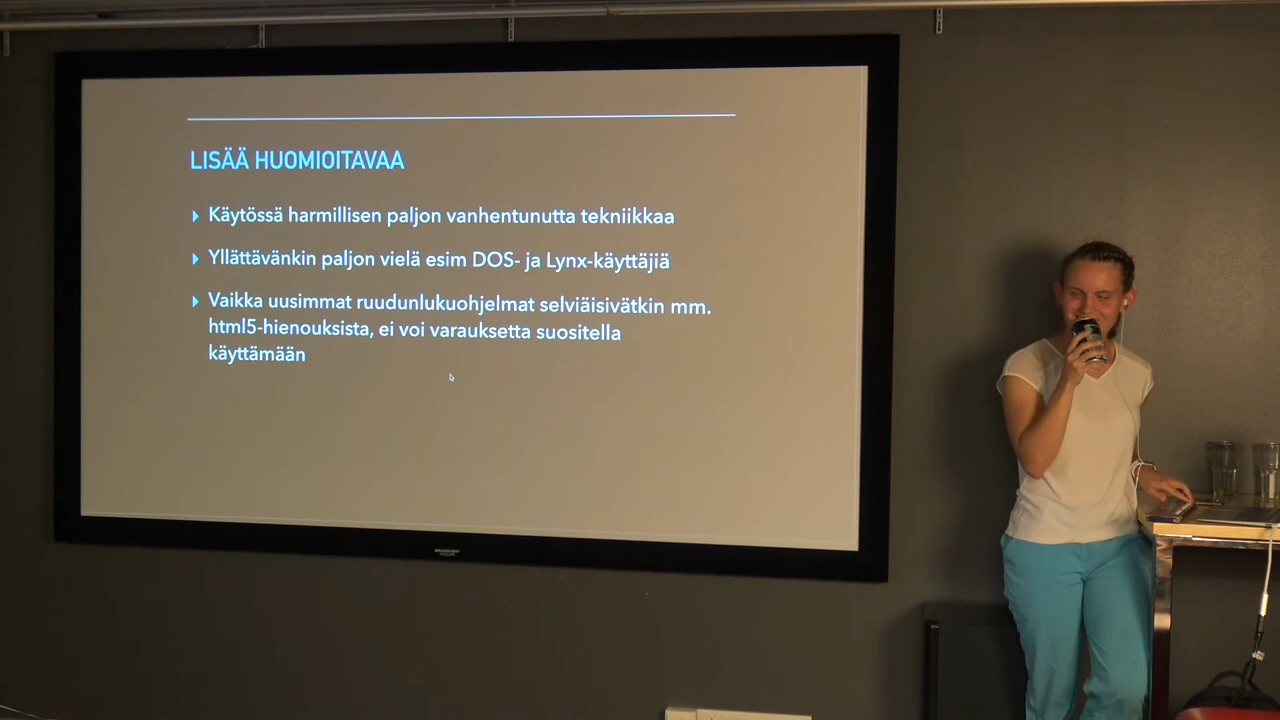 LISÄÄ HUOMIOITAVAA
Käytössä harmillisen paljon vanhentunutta tekniikkaa
Yllättävänkin paljon vielä esim DOS- ja Lynx-käyttäjiä
Vaikka uusimmat ruudunlukuohjelmat selviäisivätkin mm.
html5-hienouksista, ei voi varauksetta suositella
käyttämään